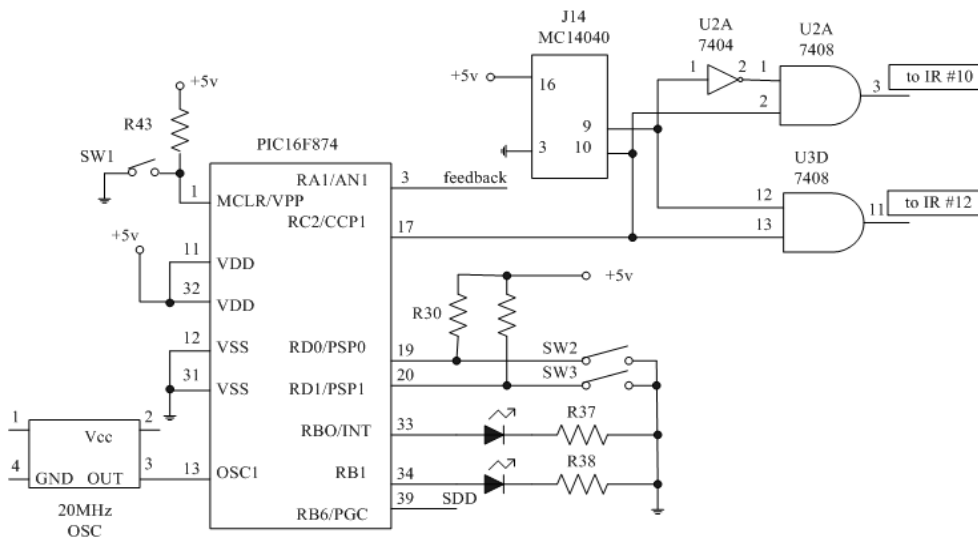 J14
MC14040
U2A
7404
U2A
7408
+5v
16
3
9
10
1
2
1
2
3
to IR #10
U3D
7408
12
13
11
to IR #12
+5v
R43
SW1
PIC16F874
1
MCLR/VPP
RA1/AN1
3
feedback
RC2/CCP1
17
+5v
11
VDD
32
VDD
12
VSS
31
VSS
+5v
R30
RD0/PSP0
19
SW2
RD1/PSP1
20
SW3
RBO/INT
33
R37
RB1
34
R38
RB6/PGC
39
SDD
1
Vcc
2
4
GND
OUT
3
13
OSC1
20MHz
OSC